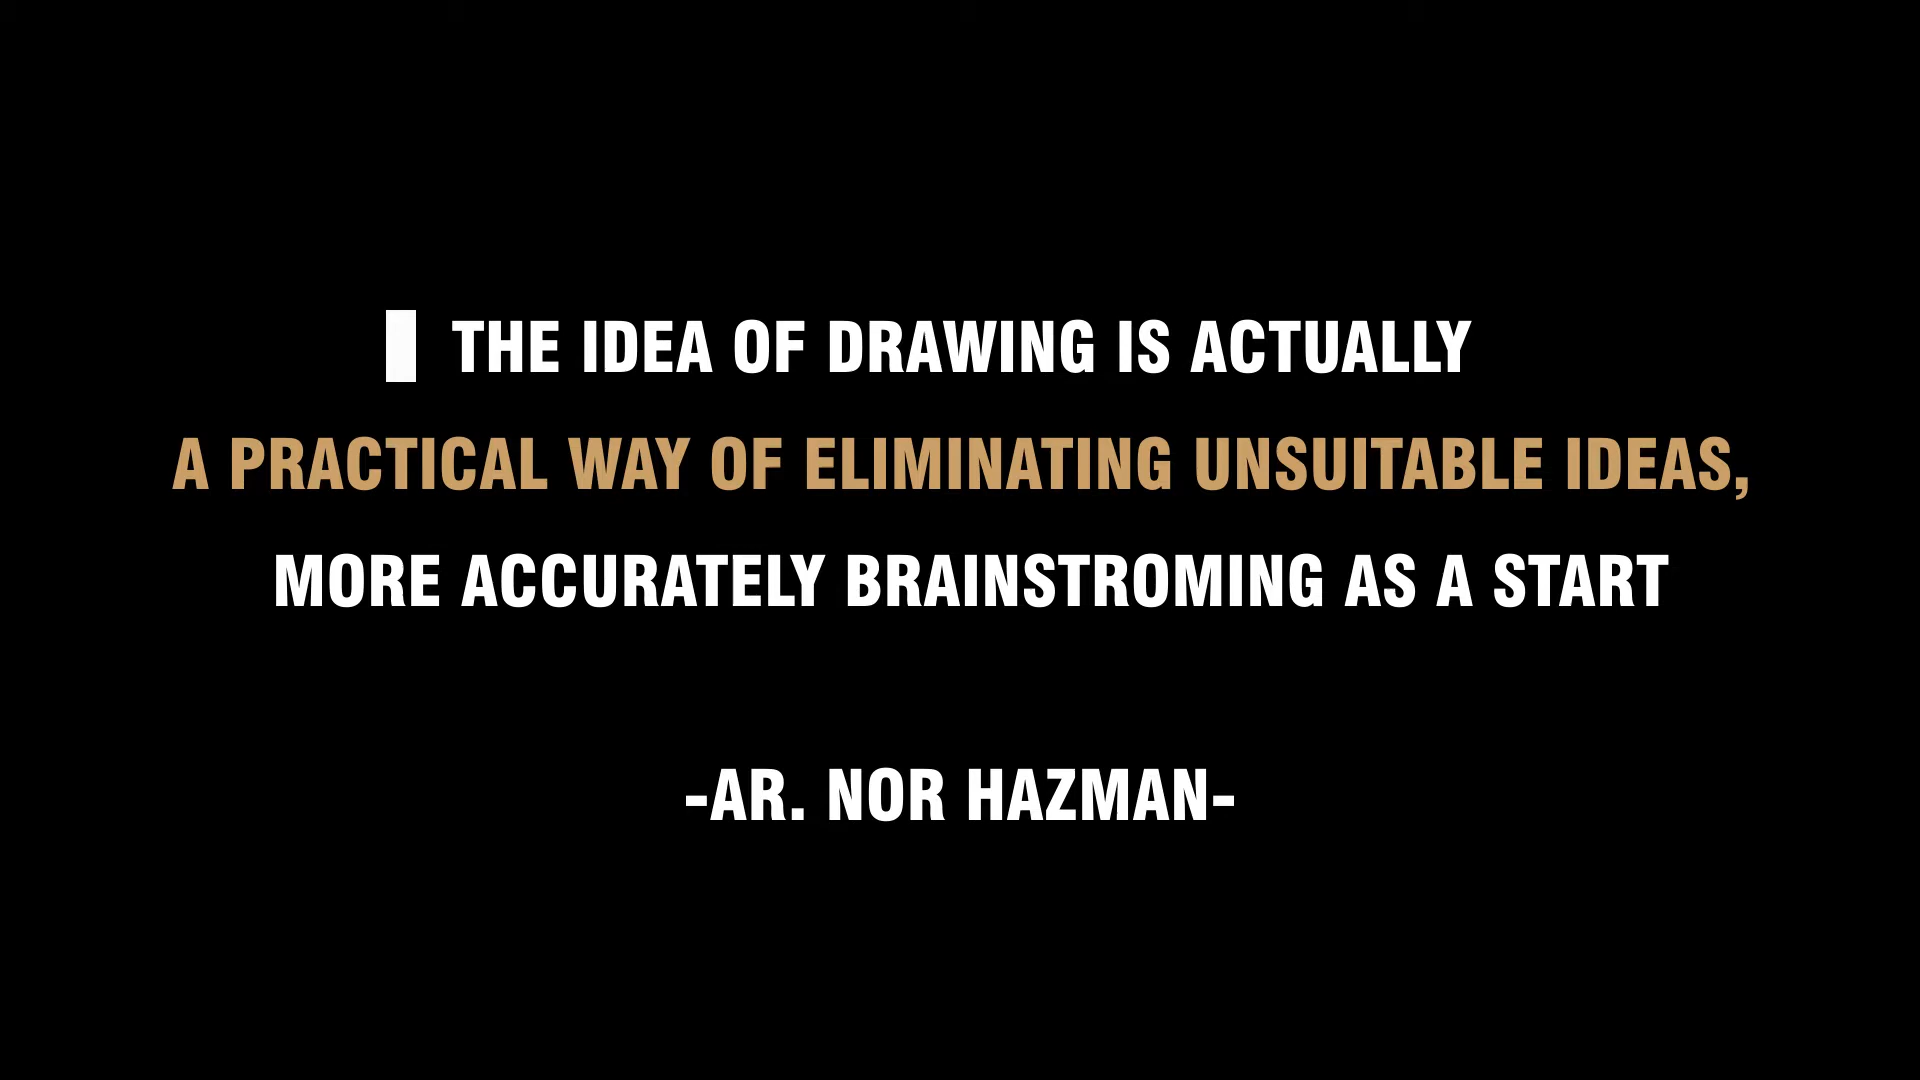 THE IDEA OF DRAWING IS ACTUALLY
A PRACTICAL WAY OF ELIMINATING UNSUITABLE IDEAS,
MORE ACCURATELY BRAINSTROMING AS A START
-AR. NOR HAZMAN-